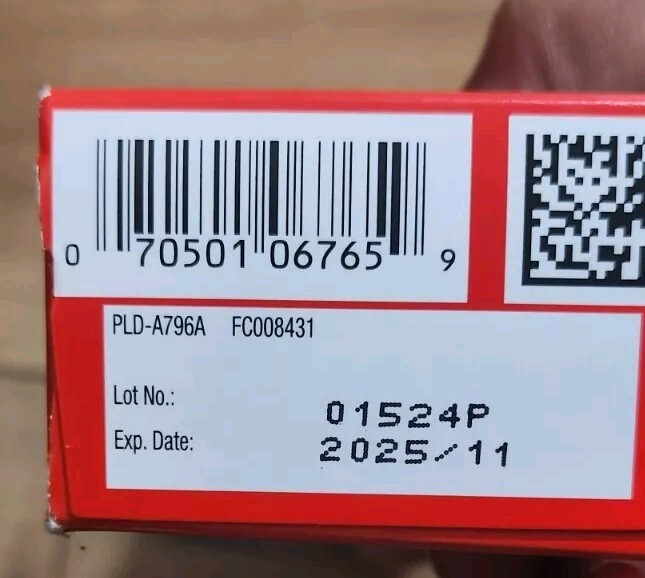 0 70501 06765 9
PLD-A796A FC008431
Lot No.: 01524P
Exp. Date: 2025/11